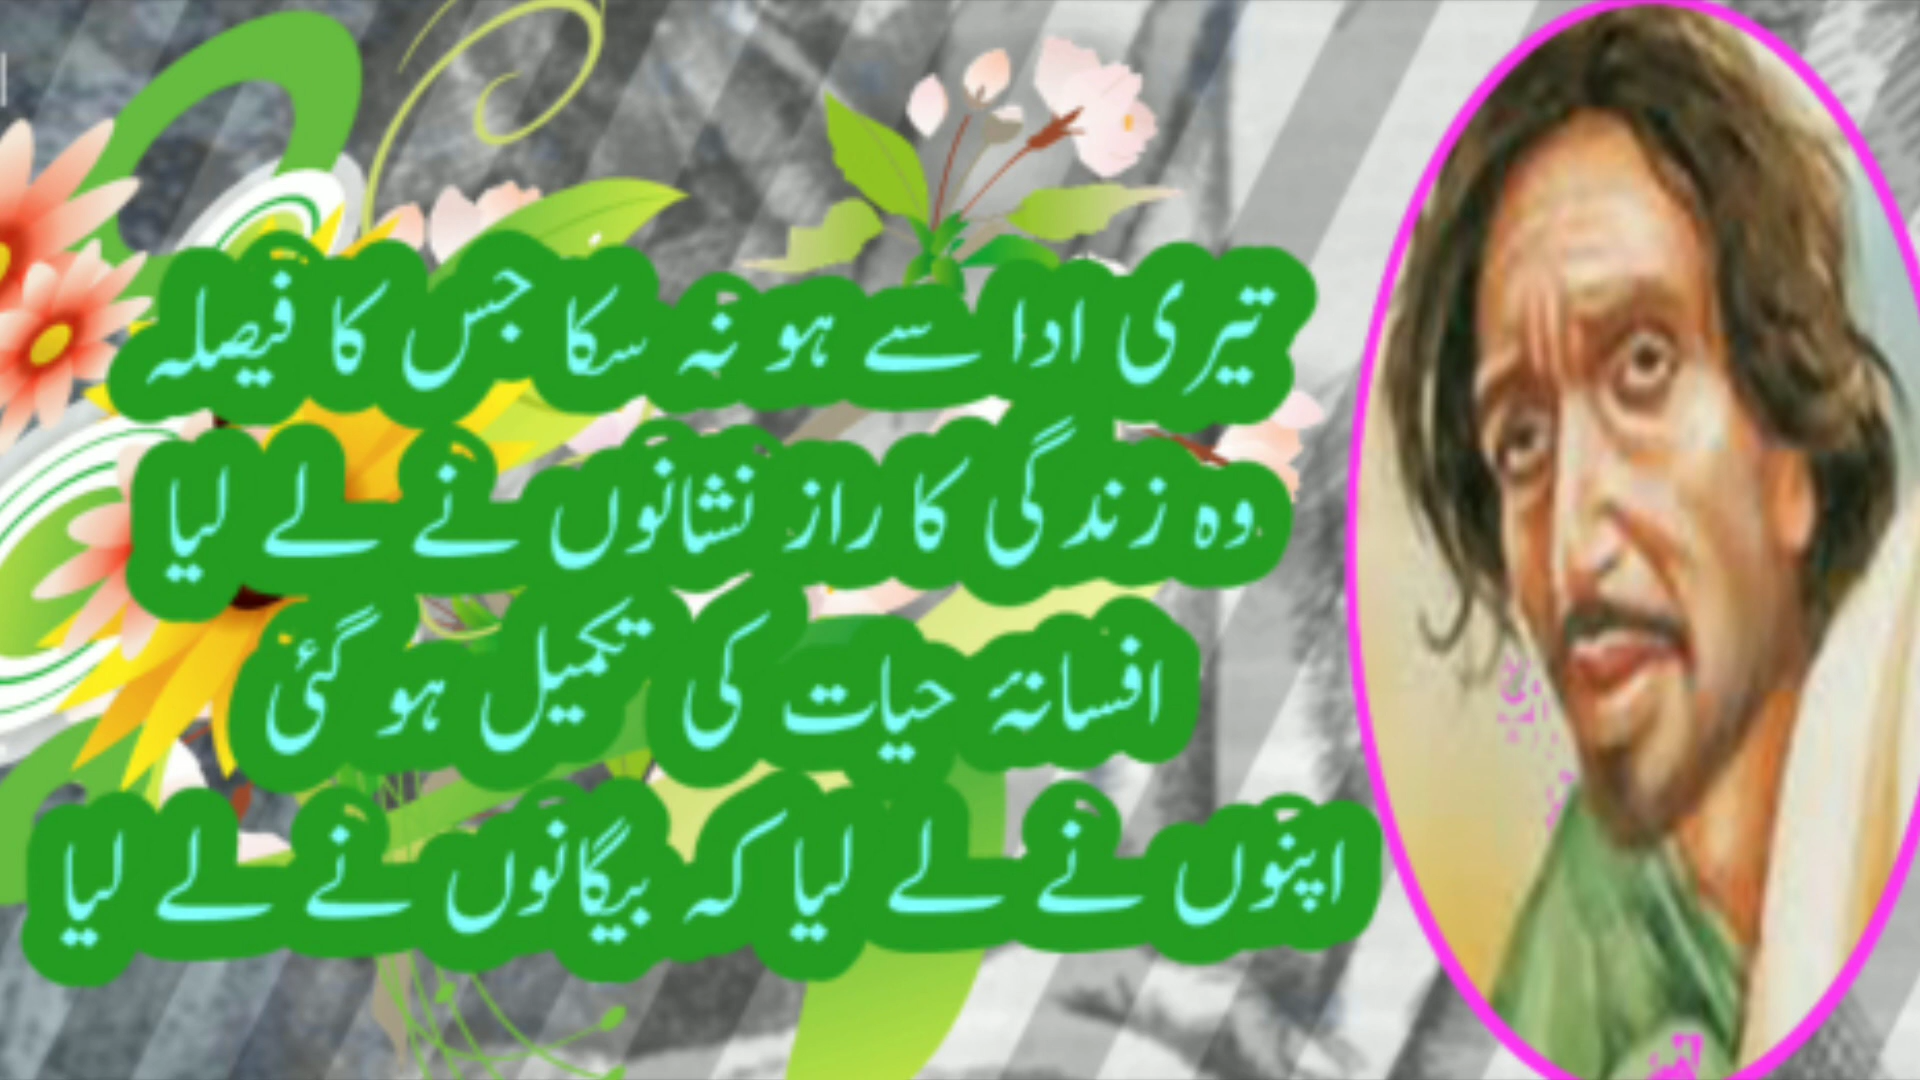 تیری ادا سے ہو نہ سکا جس کا فیصلہ
وہ زندگی کا راز نشانوں نے لے لیا
افسانۂ حیات کی تکمیل ہو گئی
اپنوں نے لے لیا کہ بیگانوں نے لے لیا